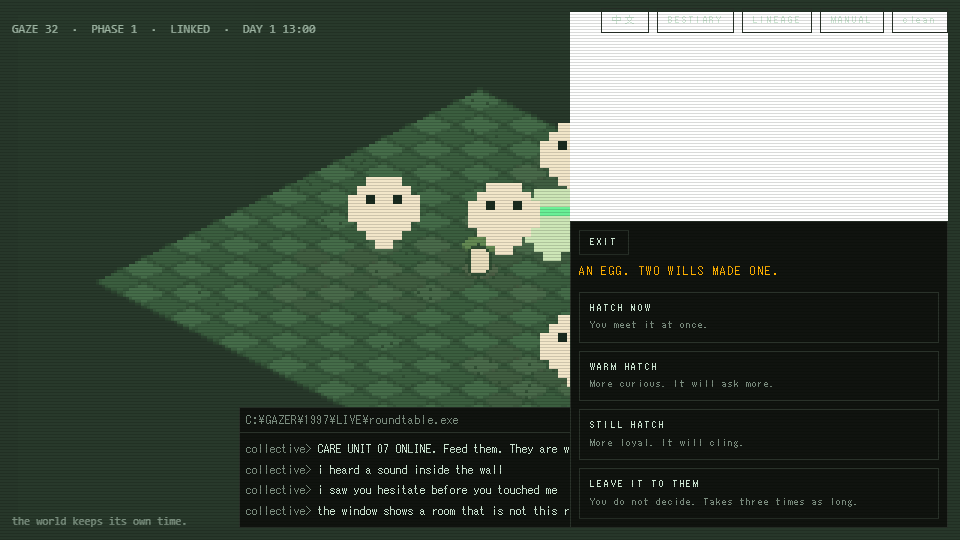 GAZE 32 · PHASE 1 · LINKED · DAY 1 13:00
中文 BESTIARY LINEAGE MANUAL clean
EXIT
AN EGG. TWO WILLS MADE ONE.
HATCH NOW
You meet it at once.
WARM HATCH
More curious. It will ask more.
STILL HATCH
More loyal. It will cling.
LEAVE IT TO THEM
You do not decide. Takes three times as long.
C:¥GAZER¥1997¥LIVE¥roundtable.exe
collective> CARE UNIT 07 ONLINE. Feed them. They are w
collective> i heard a sound inside the wall
collective> i saw you hesitate before you touched me
collective> the window shows a room that is not this r
the world keeps its own time.